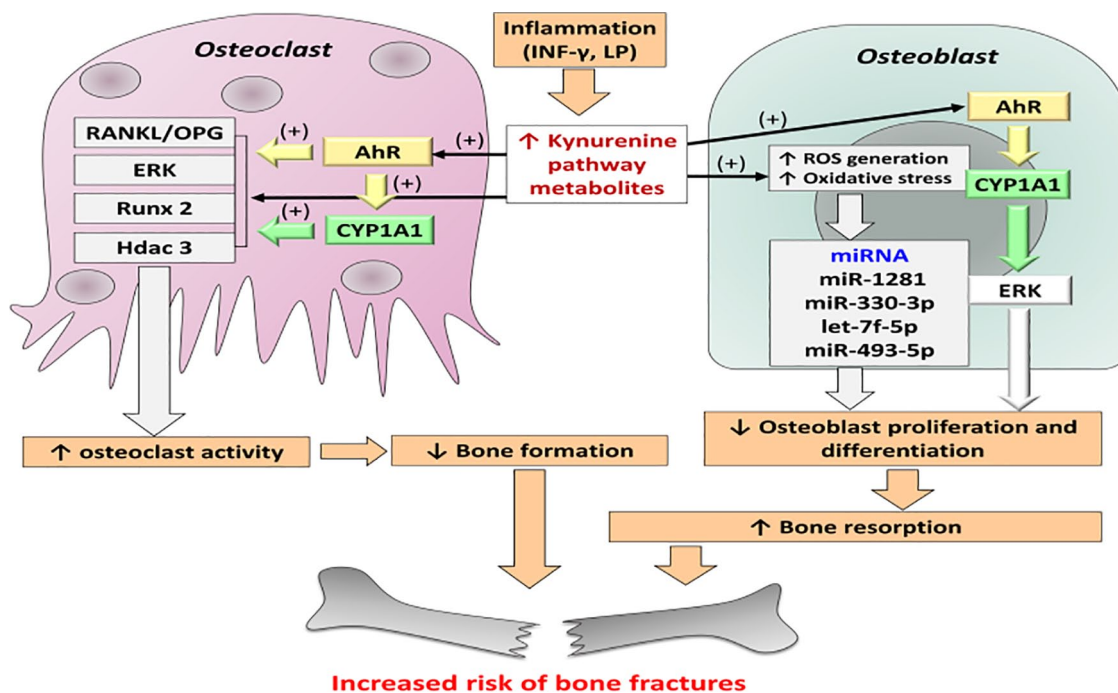 Osteoclast
Inflammation
(INF-γ, LP)
Osteoblast
RANKL/OPG
ERK
Runx 2
Hdac 3
(+)
AhR
(+)
(+)
(+)
CYP1A1
↑ Kynurenine
pathway
metabolites
(+)
(+)
AhR
↑ ROS generation
↑ Oxidative stress
CYP1A1
miRNA
miR-1281
miR-330-3p
let-7f-5p
miR-493-5p
ERK
↑ osteoclast activity
↓ Bone formation
↓ Osteoblast proliferation and
differentiation
↑ Bone resorption
Increased risk of bone fractures